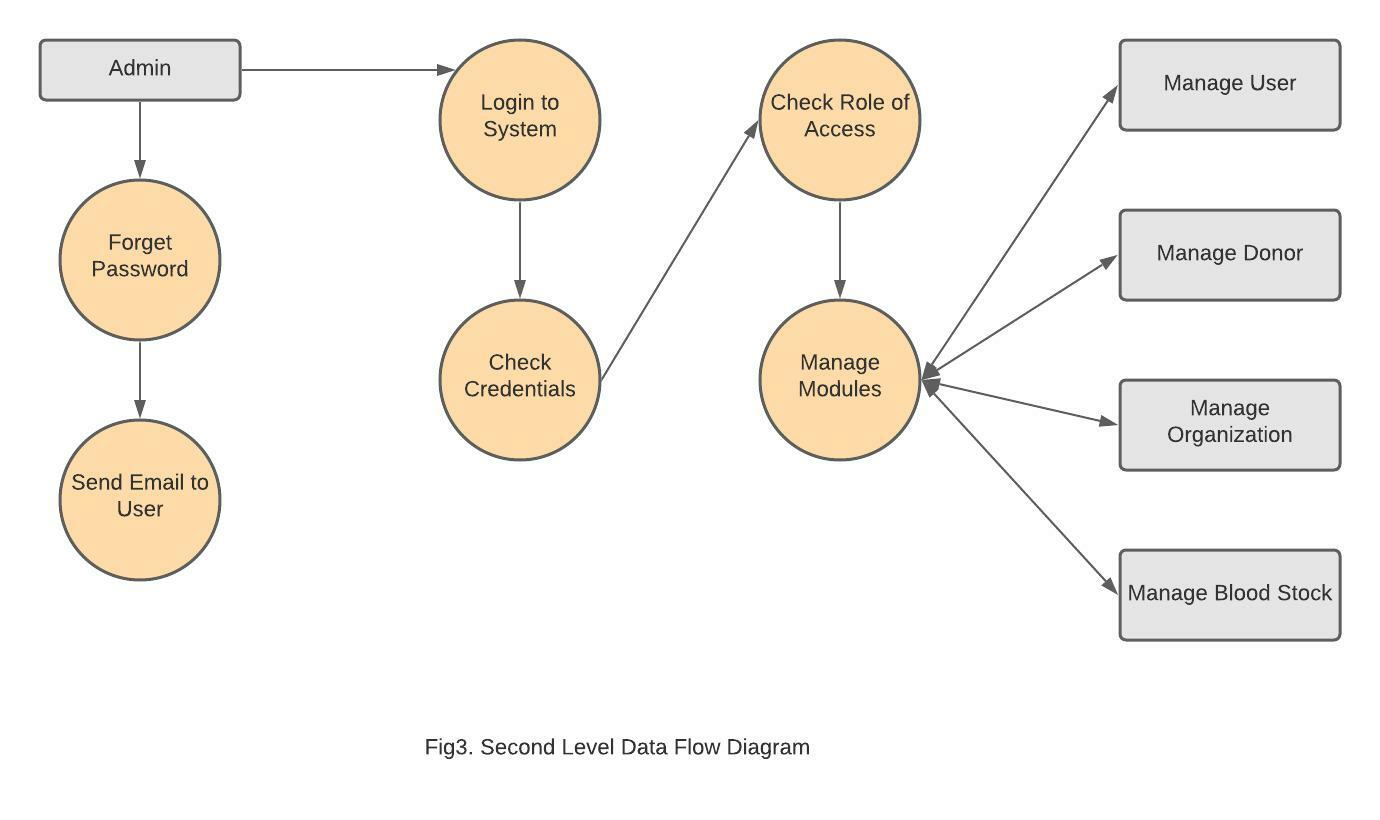 Admin
Login to
System
Check Role of
Access
Manage User
Forget
Password
Manage Donor
Check
Credentials
Manage
Modules
Manage
Organization
Send Email to
User
Manage Blood Stock
Fig3. Second Level Data Flow Diagram